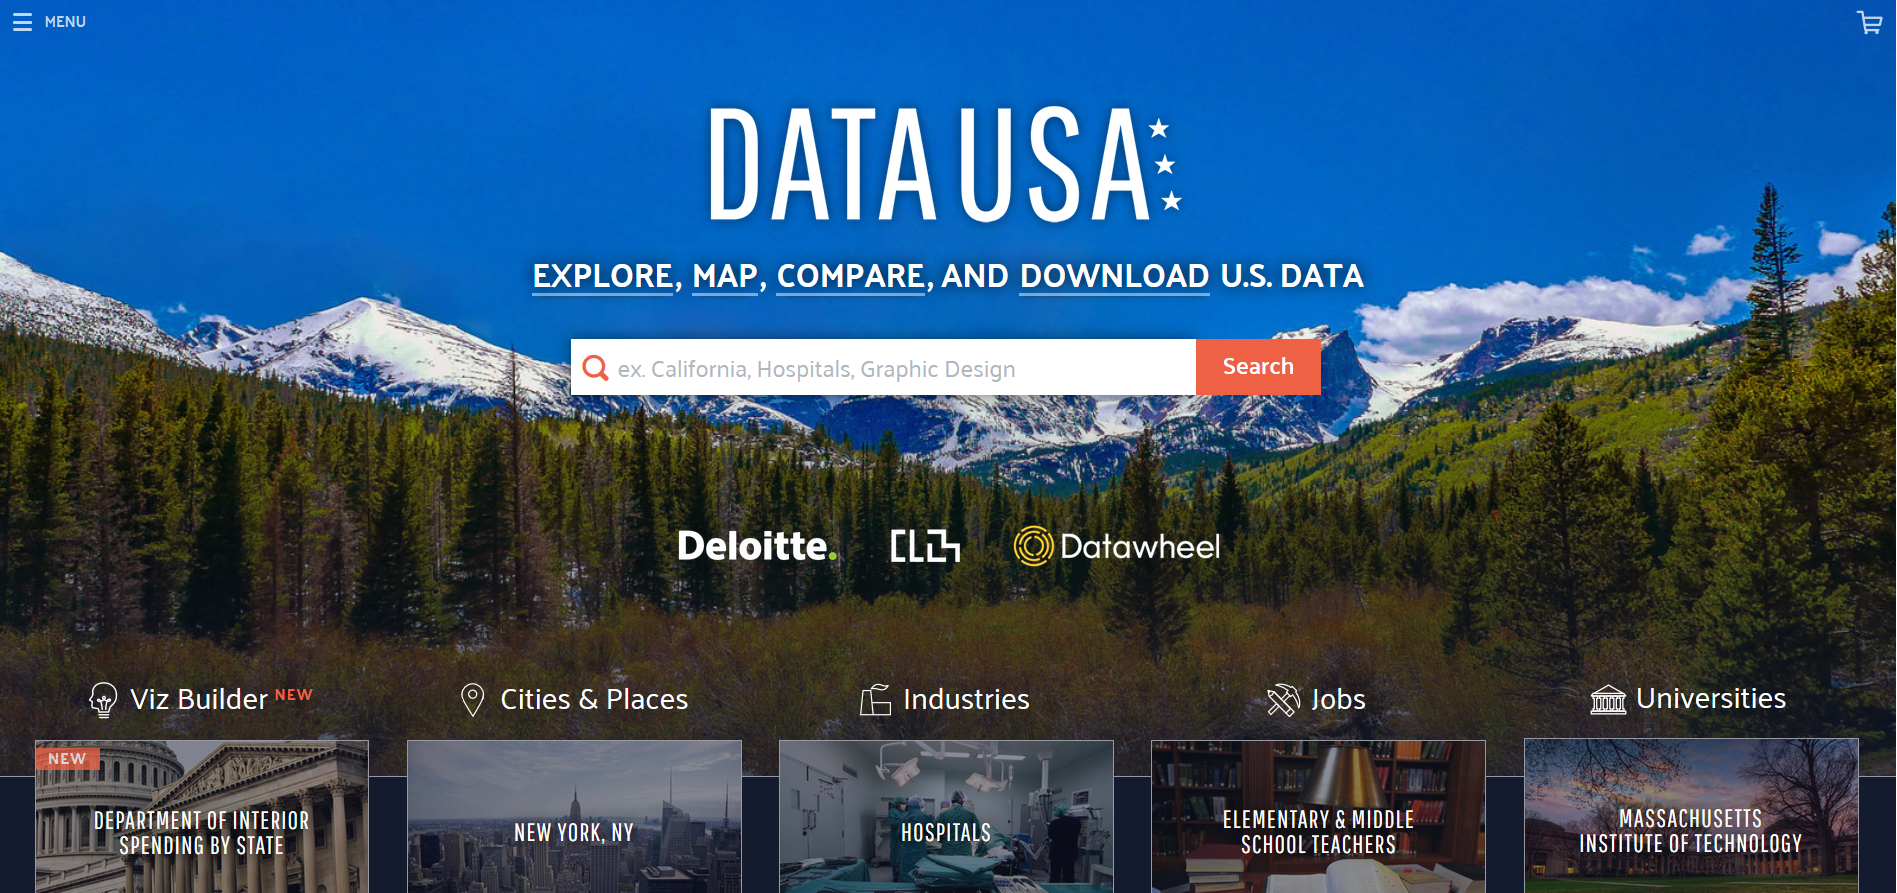 MENU
DATA USA
EXPLORE, MAP, COMPARE, AND DOWNLOAD U.S. DATA
ex. California, Hospitals, Graphic Design
Search
Deloitte.
Datawheel
Viz Builder NEW
Cities & Places
Industries
Jobs
Universities
NEW
DEPARTMENT OF INTERIOR
SPENDING BY STATE
NEW YORK, NY
HOSPITALS
ELEMENTARY & MIDDLE
SCHOOL TEACHERS
MASSACHUSETTS
INSTITUTE OF TECHNOLOGY